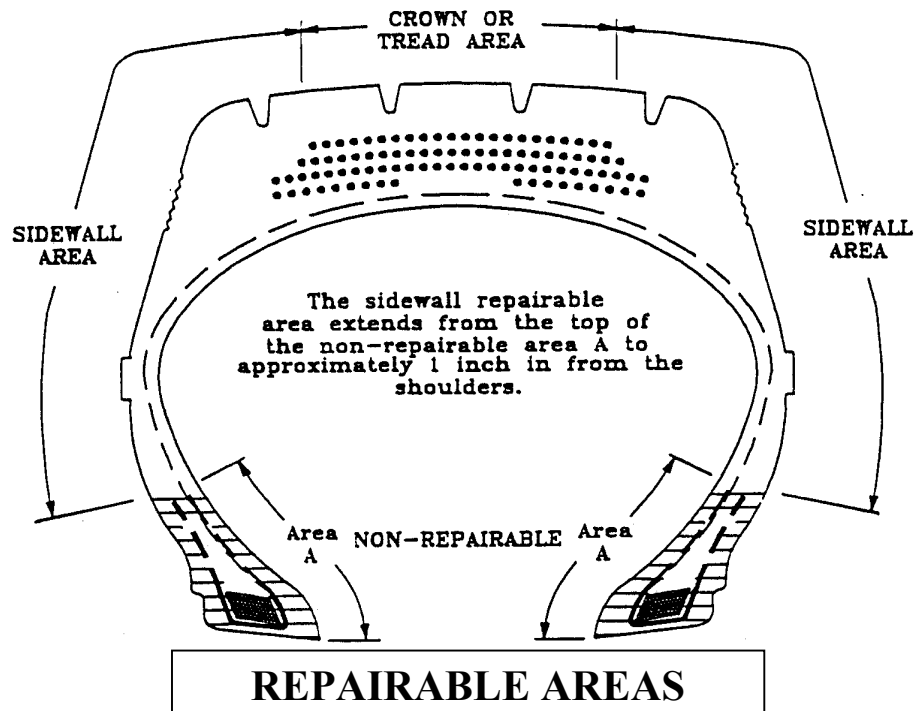 CROWN OR
TREAD AREA
SIDEWALL
AREA
SIDEWALL
AREA
The sidewall repairable
area extends from the top of
the non-repairable area A to
approximately 1 inch in from the
shoulders.
Area
A
NON-REPAIRABLE
Area
A
REPAIRABLE AREAS